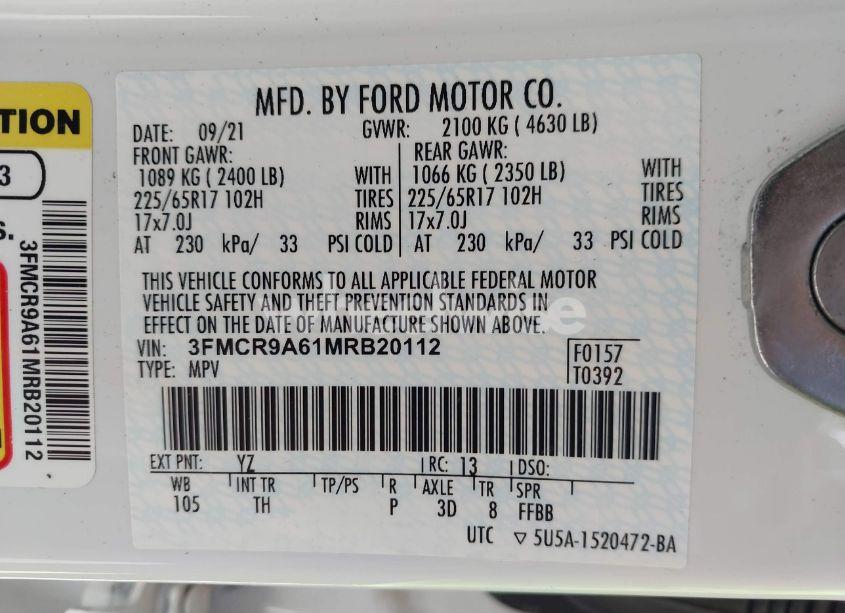 TION
3
S.
3FMCR9A61MRB20112
MFD. BY FORD MOTOR CO.
DATE: 09/21 GVWR: 2100 KG ( 4630 LB)
FRONT GAWR: REAR GAWR:
1089 KG ( 2400 LB) WITH 1066 KG ( 2350 LB) WITH
225/65R17 102H TIRES 225/65R17 102H TIRES
17x7.0J RIMS 17x7.0J RIMS
AT 230 kPa/ 33 PSI COLD AT 230 kPa/ 33 PSI COLD
THIS VEHICLE CONFORMS TO ALL APPLICABLE FEDERAL MOTOR
VEHICLE SAFETY AND THEFT PREVENTION STANDARDS IN
EFFECT ON THE DATE OF MANUFACTURE SHOWN ABOVE.
VIN: 3FMCR9A61MRB20112 F0157
TYPE: MPV T0392
EXT PNT: YZ RC: 13 DSO:
WB INT TR TP/PS R AXLE TR SPR
105 TH P 3D 8 FFBB
UTC ▽ 5U5A-1520472-BA